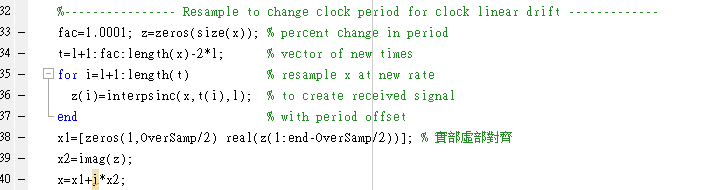 32 %---------------- Resample to change clock period for clock linear drift -------------
33 – fac=1.0001; z=zeros(size(x)); % percent change in period
34 – t=l+1:fac:length(x)-2*l; % vector of new times
35 – for i=l+1:length(t) % resample x at new rate
36 – z(i)=interpsinc(x,t(i),l); % to create received signal
37 – end % with period offset
38 – x1=[zeros(1,OverSamp/2) real(z(1:end-OverSamp/2))]; % 實部虛部對齊
39 – x2=imag(z);
40 – x=x1+j*x2;